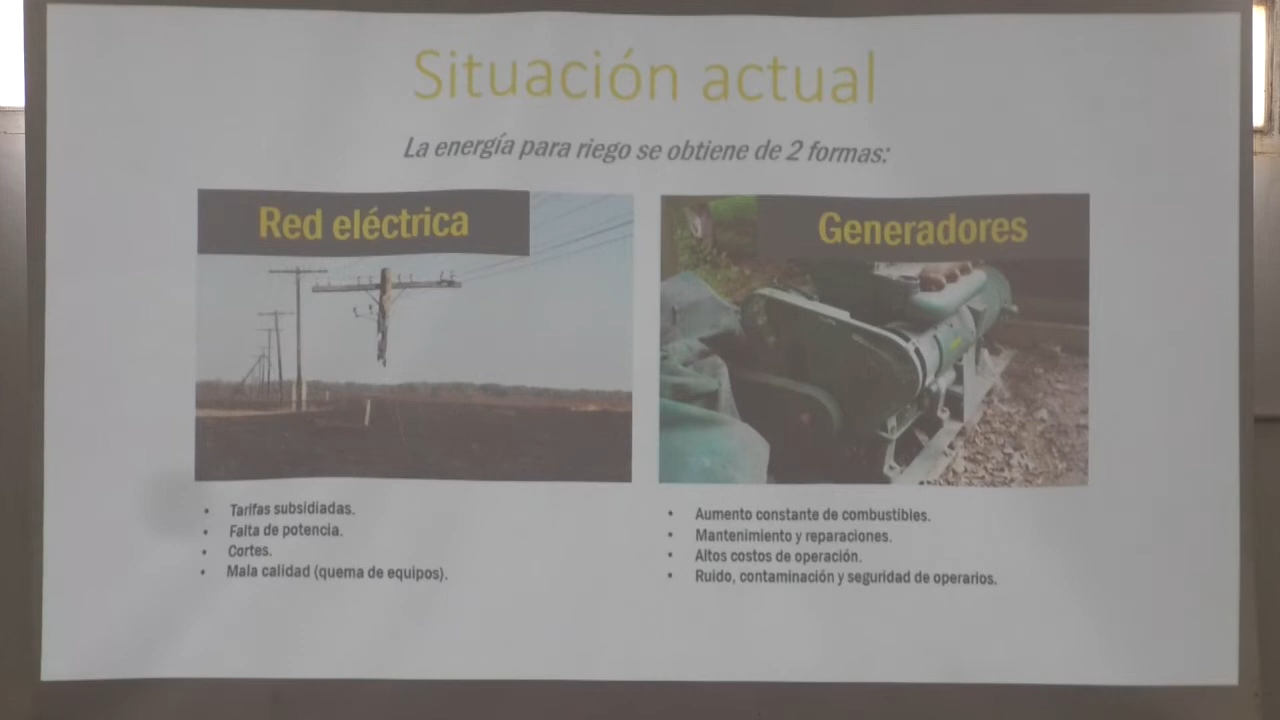 Situación actual
La energía para riego se obtiene de 2 formas:
Red eléctrica
Generadores
• Tarifas subsidiadas.
• Falta de potencia.
• Cortes.
• Mala calidad (quema de equipos).
• Aumento constante de combustibles.
• Mantenimiento y reparaciones.
• Altos costos de operación.
• Ruido, contaminación y seguridad de operarios.